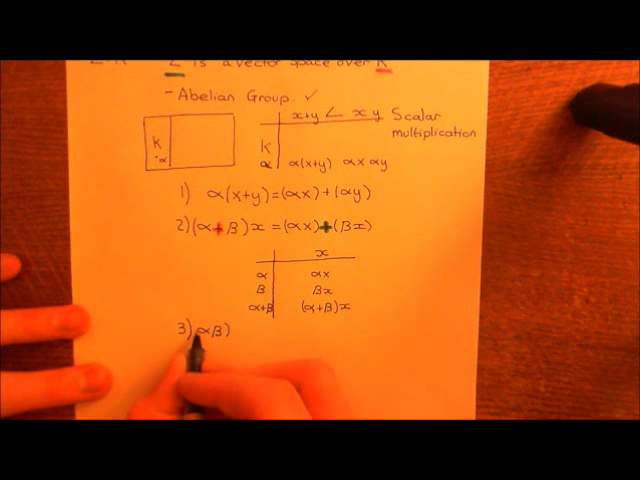 L is a vector space over K
- Abelian Group. ✓
x+y L x y Scalar
multiplication
K K
α α α(x+y) αx αy
1) α(x+y)=(αx)+(αy)
2)(α+β)x=(αx)+(βx)
x
α αx
β βx
α+β (α+β)x
3) αβ)